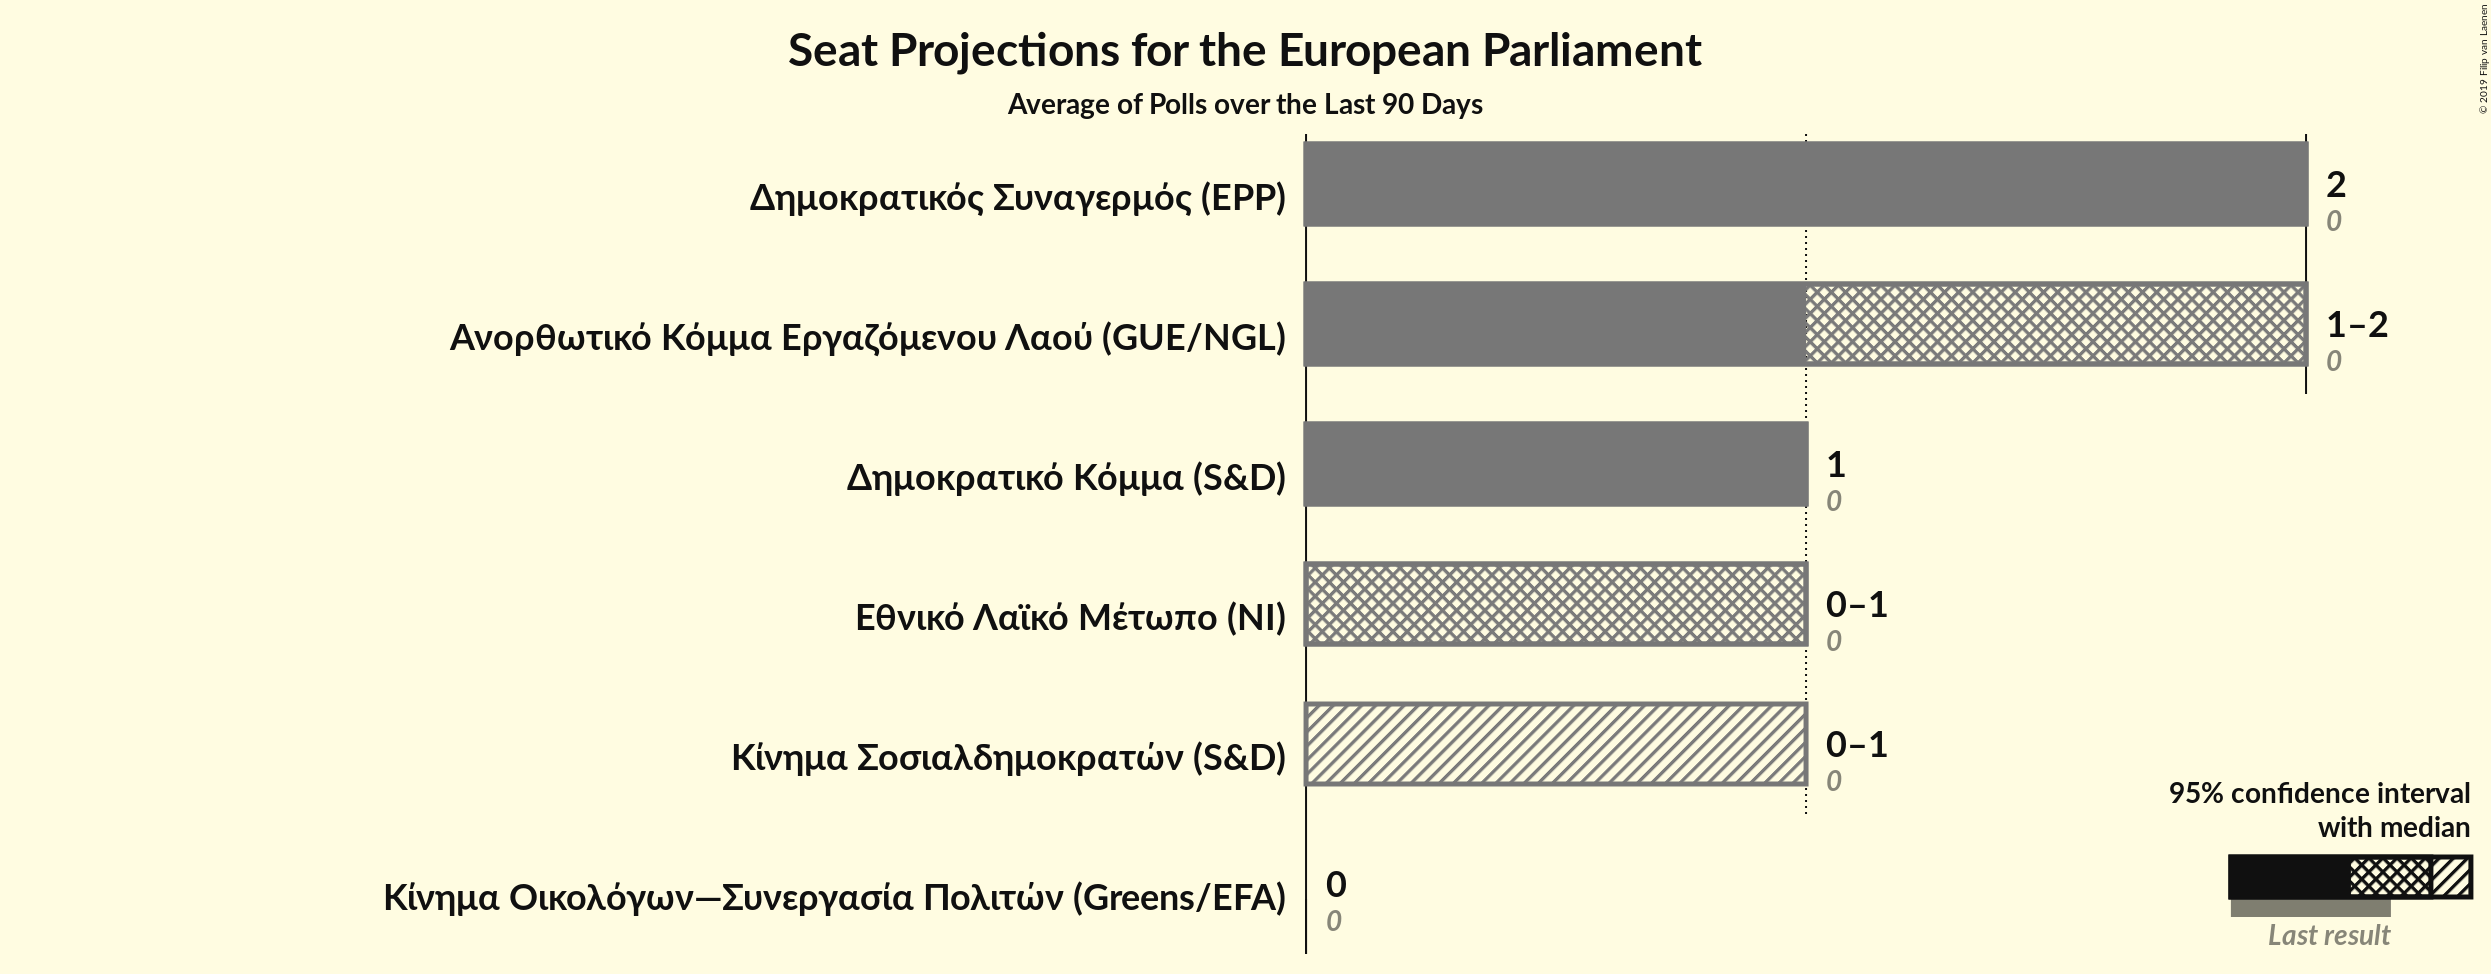 Seat Projections for the European Parliament
Average of Polls over the Last 90 Days
© 2019 Filip van Laenen
Δημοκρατικός Συναγερμός (EPP)
2
0
Ανορθωτικό Κόμμα Εργαζόμενου Λαού (GUE/NGL)
1–2
0
Δημοκρατικό Κόμμα (S&D)
1
0
Εθνικό Λαϊκό Μέτωπο (NI)
0–1
0
Κίνημα Σοσιαλδημοκρατών (S&D)
0–1
0
Κίνημα Οικολόγων—Συνεργασία Πολιτών (Greens/EFA)
0
0
95% confidence interval
with median
Last result